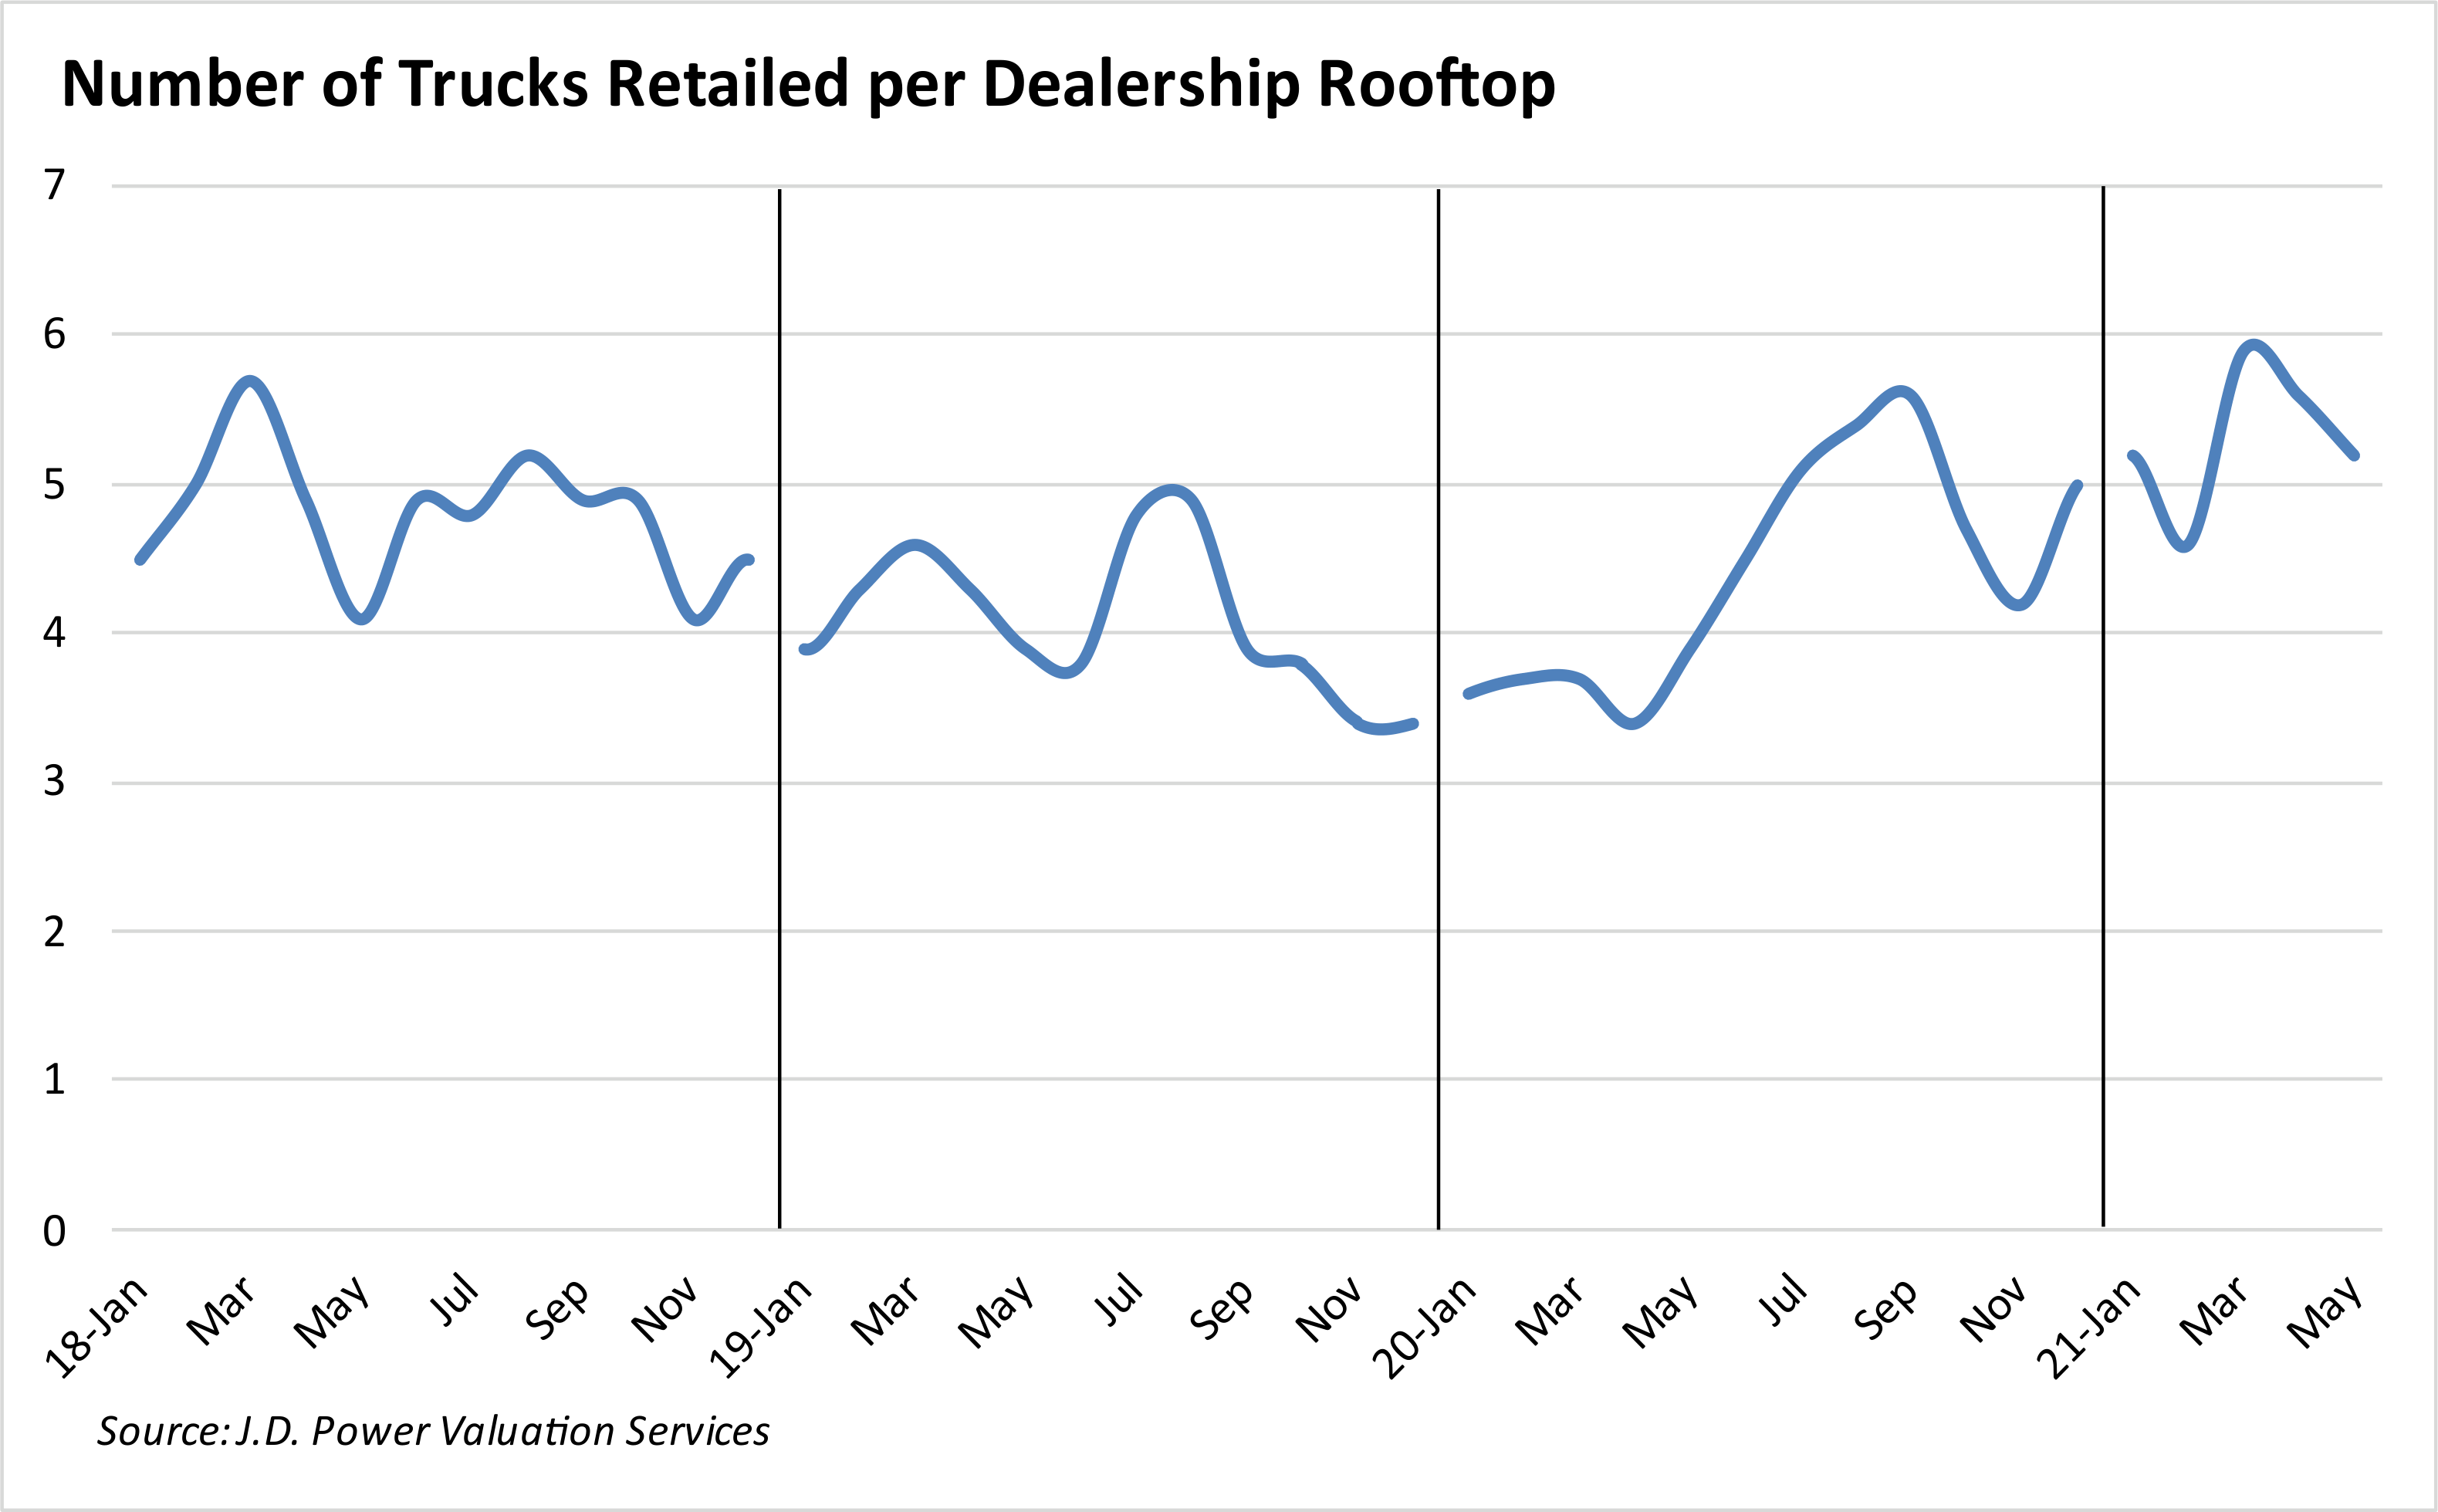 Number of Trucks Retailed per Dealership Rooftop
7
6
5
4
3
2
1
0
18-Jan
Mar
May
Jul
Sep
Nov
19-Jan
Mar
May
Jul
Sep
Nov
20-Jan
Mar
May
Jul
Sep
Nov
21-Jan
Mar
May
Source: J.D. Power Valuation Services